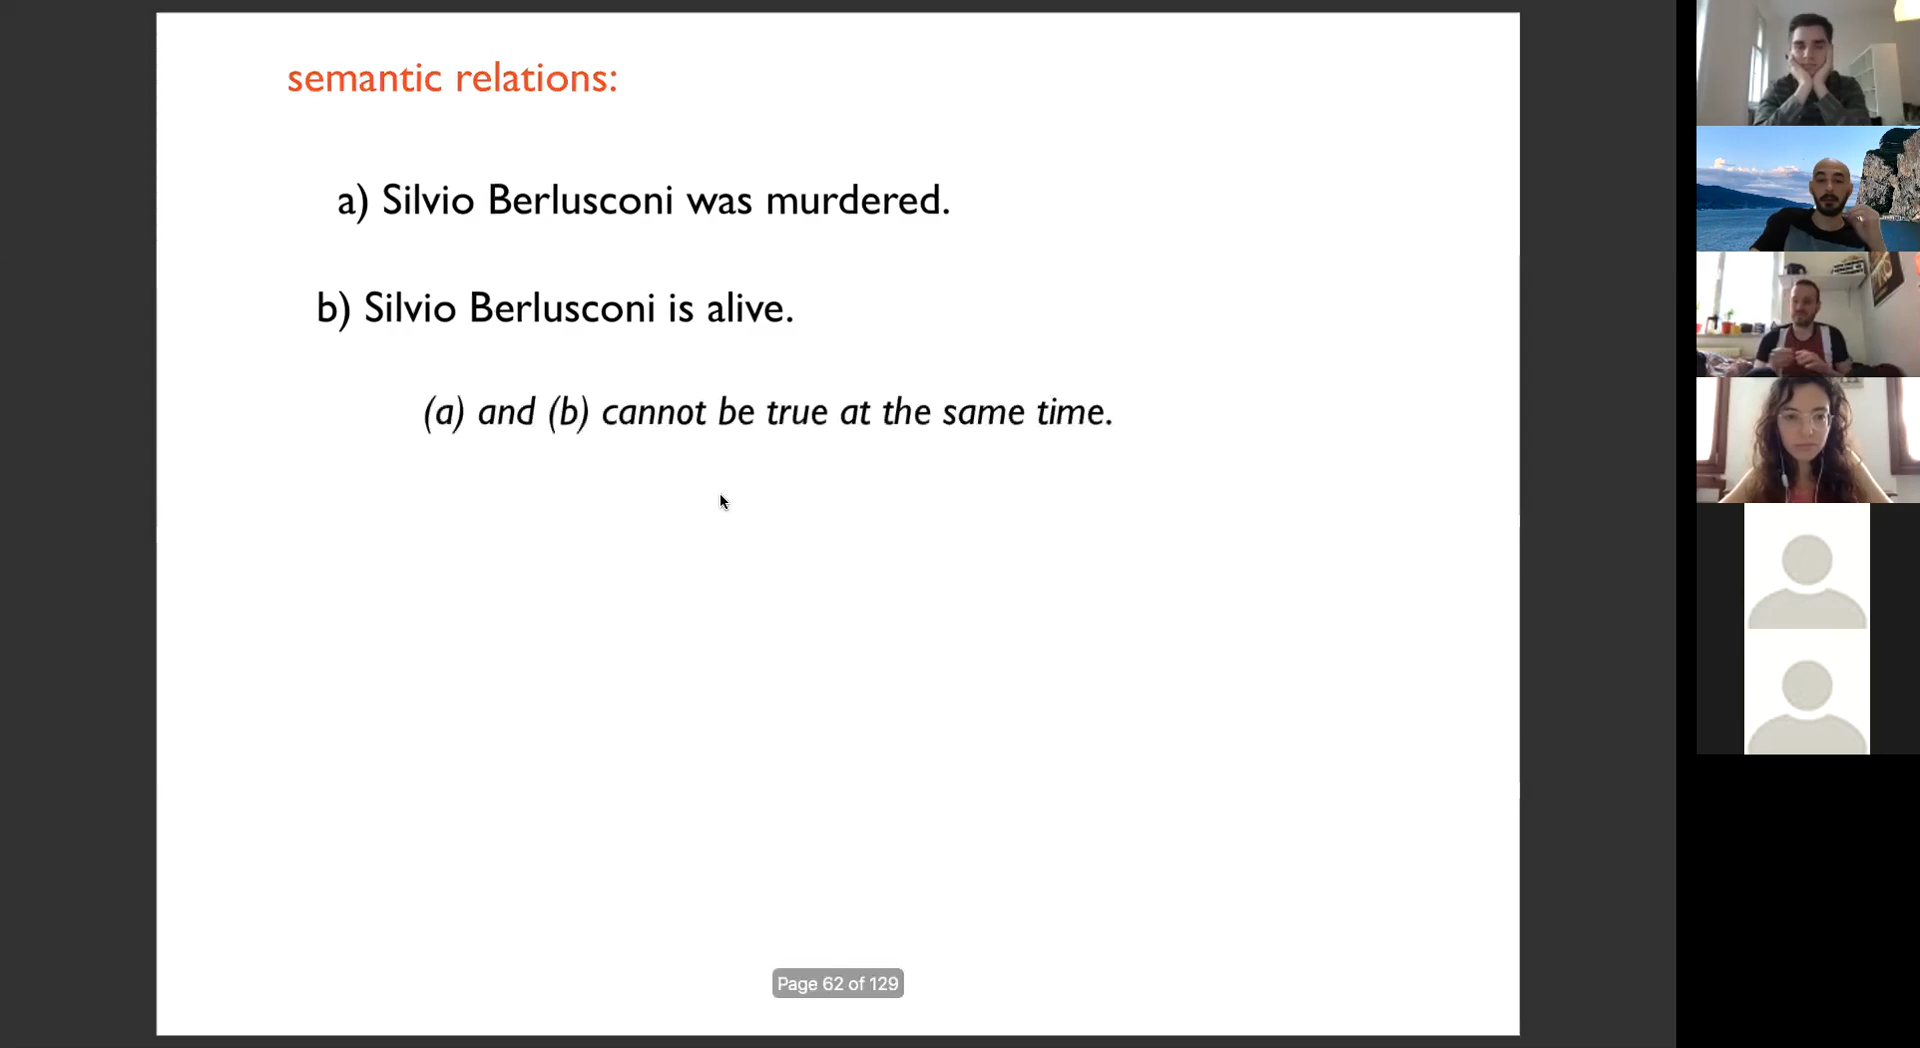 semantic relations:
a) Silvio Berlusconi was murdered.
b) Silvio Berlusconi is alive.
(a) and (b) cannot be true at the same time.
Page 62 of 129